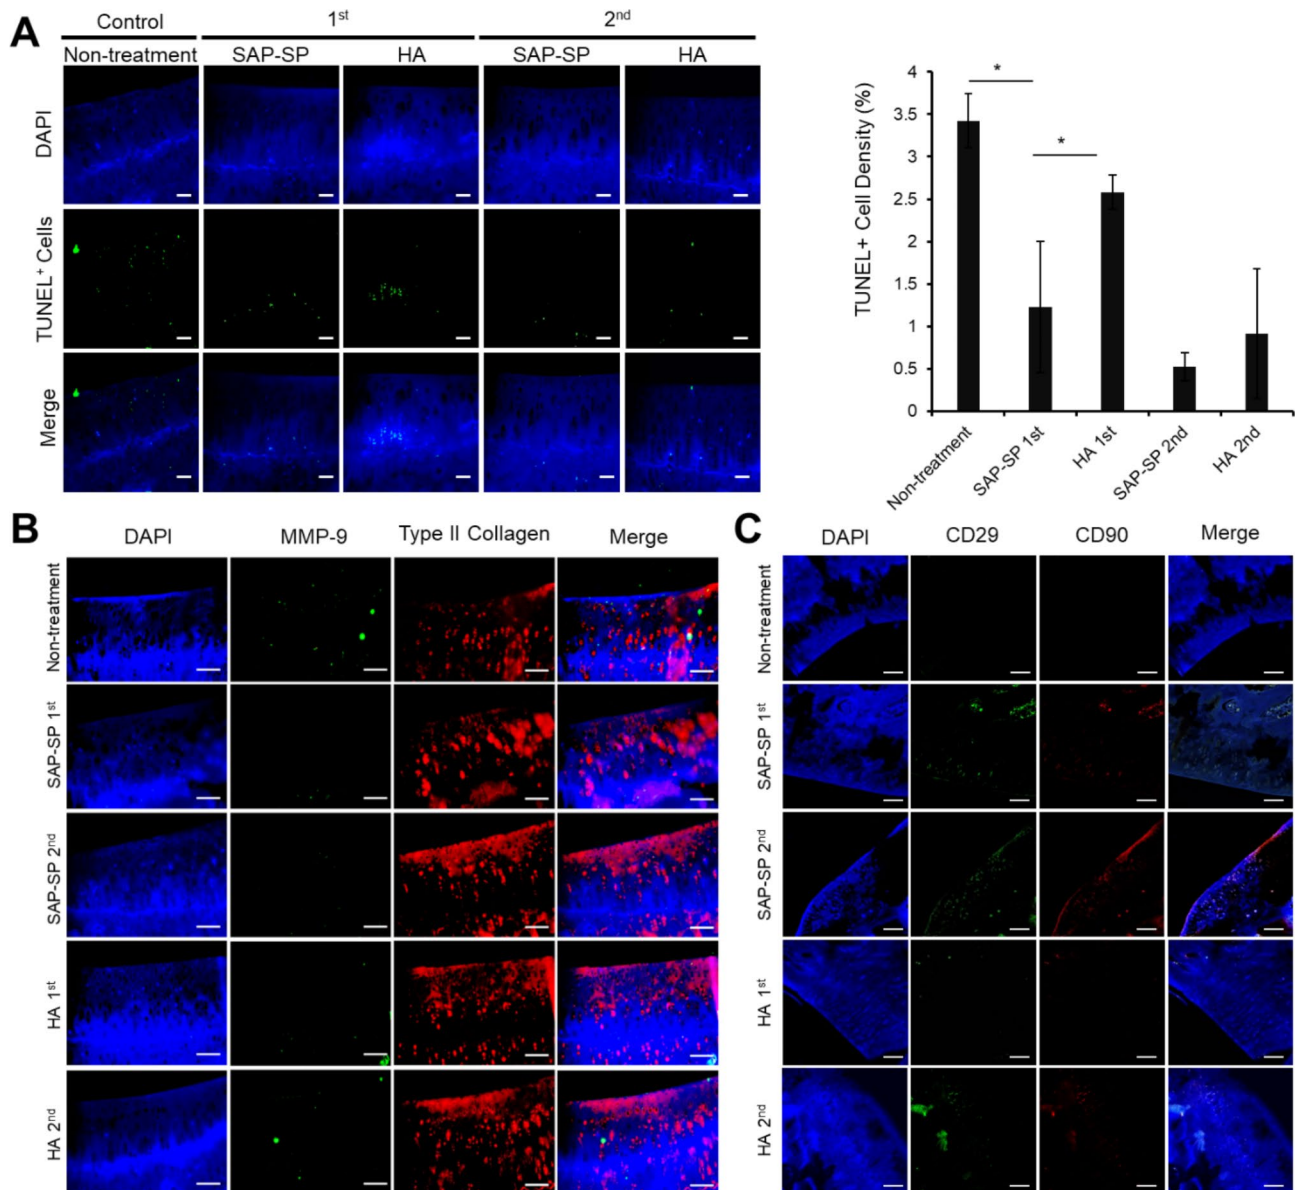 A
Control
1st
2nd
Non-treatment
SAP-SP
HA
SAP-SP
HA
DAPI
TUNEL+ Cells
Merge
TUNEL+ Cell Density (%)
4
3.5
3
2.5
2
1.5
1
0.5
0
*
*
Non-treatment
SAP-SP 1st
HA 1st
SAP-SP 2nd
HA 2nd
B
DAPI
MMP-9
Type II Collagen
Merge
Non-treatment
SAP-SP 1st
SAP-SP 2nd
HA 1st
HA 2nd
C
DAPI
CD29
CD90
Merge
Non-treatment
SAP-SP 1st
SAP-SP 2nd
HA 1st
HA 2nd